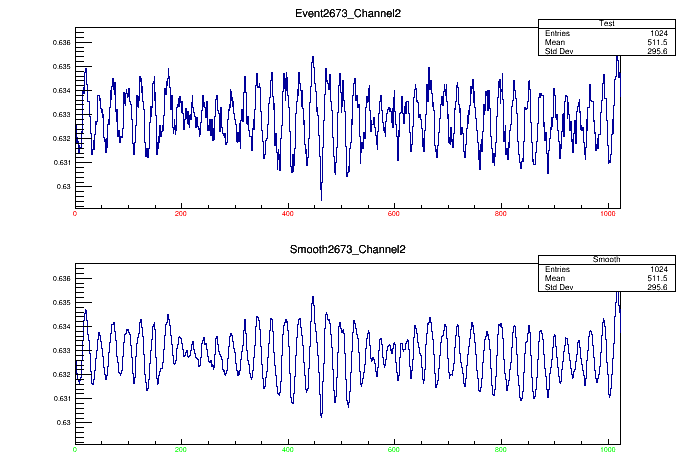 Event2673_Channel2
Test
Entries 1024
Mean 511.5
Std Dev 295.6
0.636
0.635
0.634
0.633
0.632
0.631
0.63
0 200 400 600 800 1000
Smooth2673_Channel2
Smooth
Entries 1024
Mean 511.5
Std Dev 295.6
0.636
0.635
0.634
0.633
0.632
0.631
0.63
0 200 400 600 800 1000